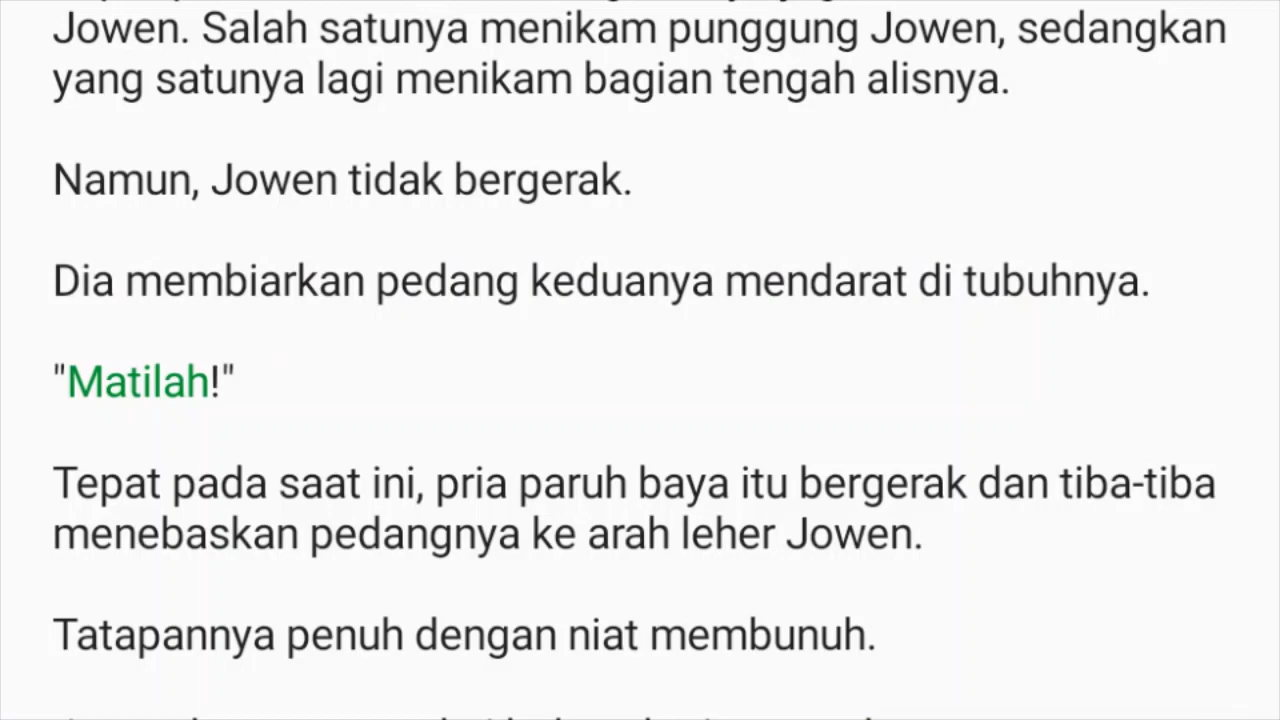 Jowen. Salah satunya menikam punggung Jowen, sedangkan
yang satunya lagi menikam bagian tengah alisnya.
Namun, Jowen tidak bergerak.
Dia membiarkan pedang keduanya mendarat di tubuhnya.
"Matilah!"
Tepat pada saat ini, pria paruh baya itu bergerak dan tiba-tiba
menebaskan pedangnya ke arah leher Jowen.
Tatapannya penuh dengan niat membunuh.